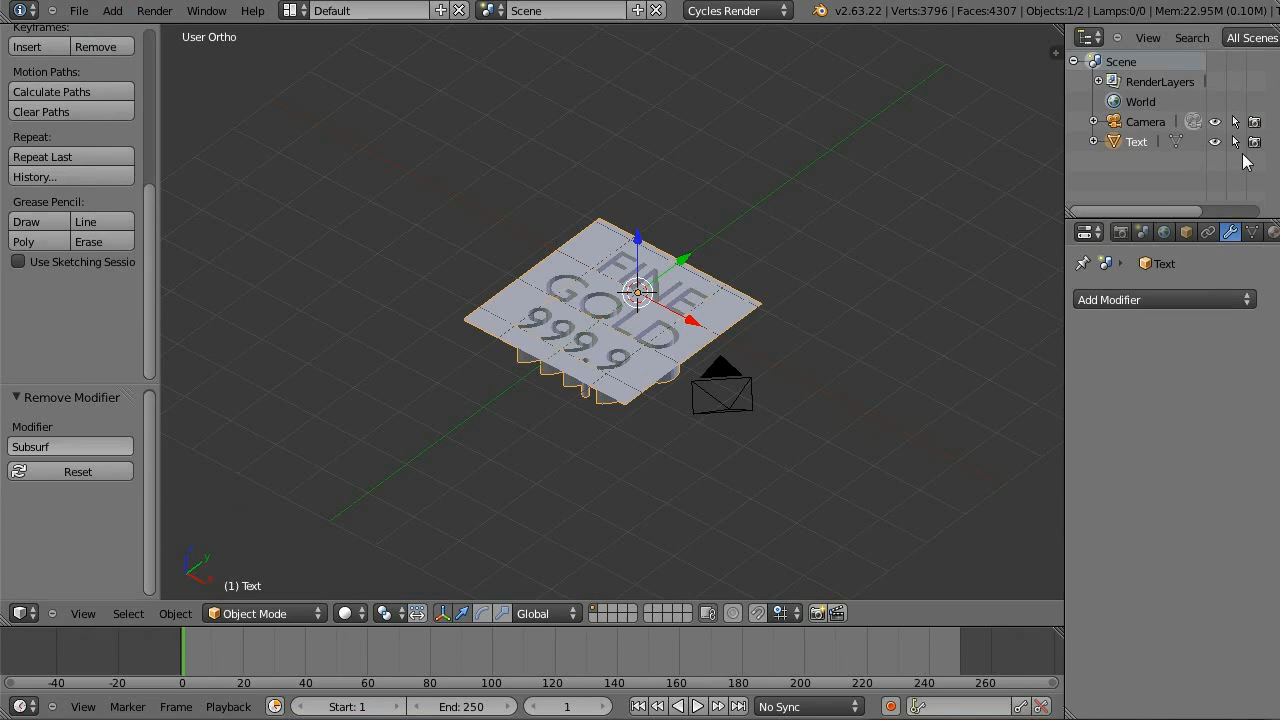 File Add Render Window Help Default Scene Cycles Render v2.63.22 | Verts:3796 | Faces:4307 | Objects:1/2 | Lamps:0/0 | Mem:22.95M (0.10M) |
Keyframes:
Insert Remove
Motion Paths:
Calculate Paths
Clear Paths
Repeat:
Repeat Last
History...
Grease Pencil:
Draw Line
Poly Erase
Use Sketching Sessio
Remove Modifier
Modifier
Subsurf
Reset
User Ortho
FINE
GOLD
999.9
z
y
x
(1) Text
View Search All Scenes
Scene
RenderLayers |
World
Camera |
Text |
Text
Add Modifier
View Select Object Object Mode Global
-40 -20 0 20 40 60 80 100 120 140 160 180 200 220 240 260
View Marker Frame Playback Start: 1 End: 250 1 No Sync